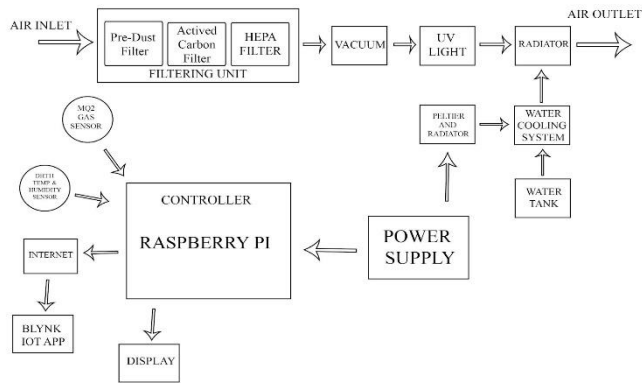 AIR INLET
AIR OUTLET
Pre-Dust
Filter
Actived
Carbon
Filter
HEPA
FILTER
FILTERING UNIT
VACUUM
UV
LIGHT
RADIATOR
MQ2
GAS
SENSOR
PELTIER AND
RADIATOR
WATER
COOLING
SYSTEM
DHT11
TEMP &
HUMIDITY
SENSOR
CONTROLLER
RASPBERRY PI
WATER
TANK
POWER
SUPPLY
INTERNET
BLYNK
IOT APP
DISPLAY